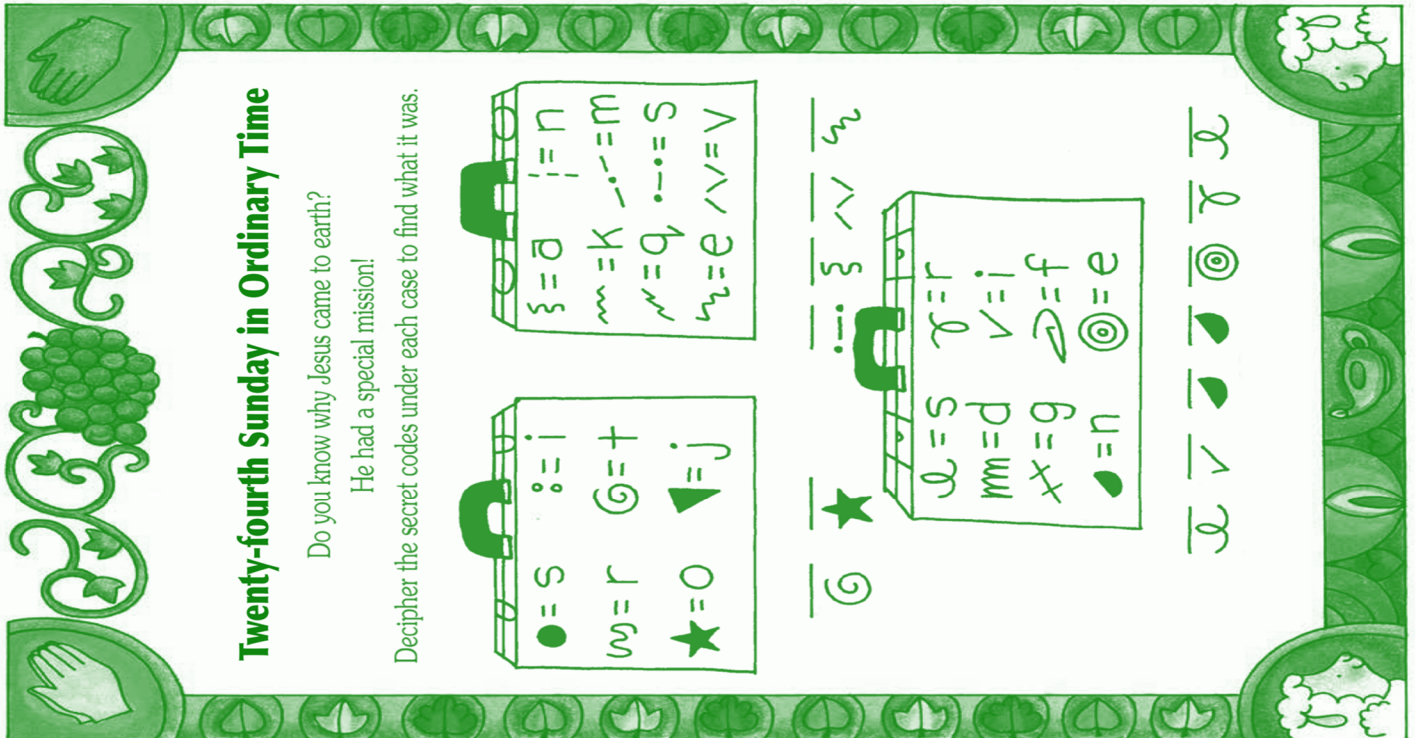 Twenty-fourth Sunday in Ordinary Time
Do you know why Jesus came to earth?
He had a special mission!
Decipher the secret codes under each case to find what it was.
=s =i
=r =t
=o =j
=a =n
=k =m
=q =s
=e =v
=s =r
=d =i
=g =f
=n =e